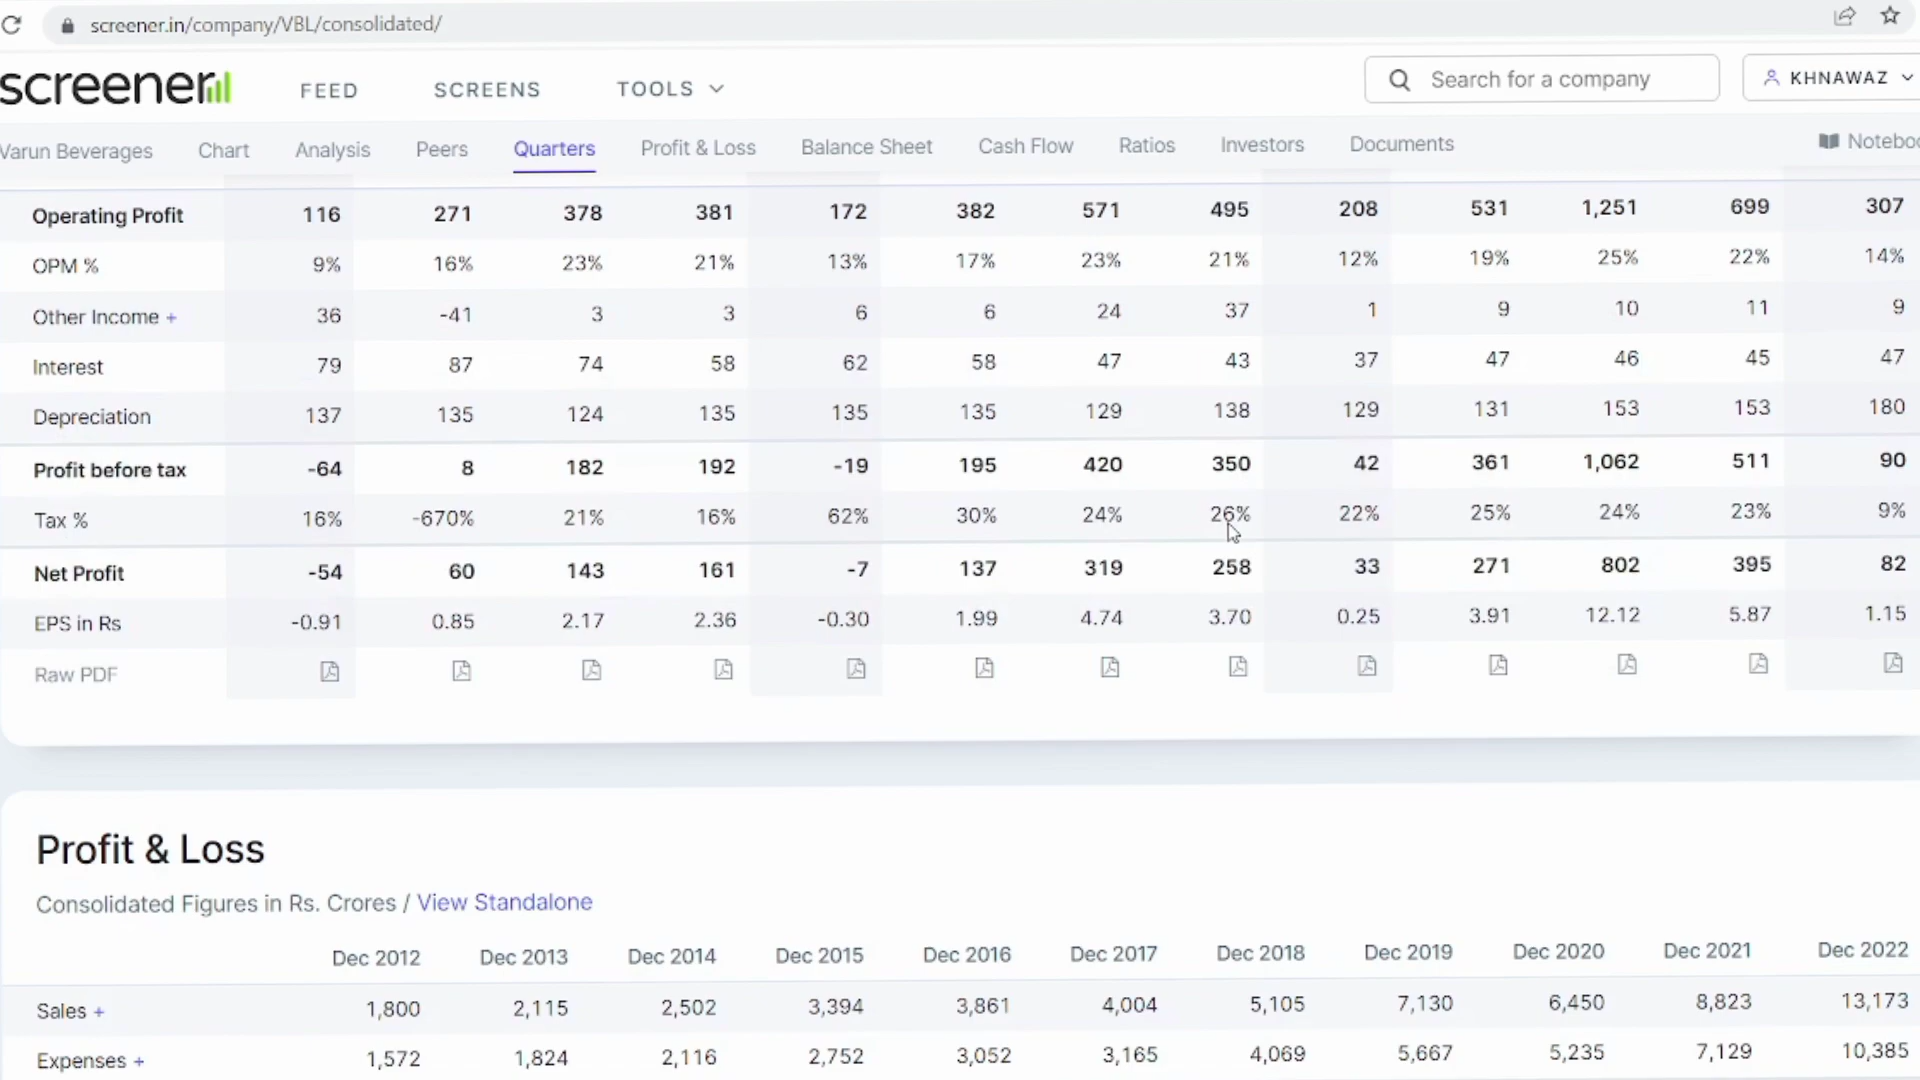 screener.in/company/VBL/consolidated/
screener FEED SCREENS TOOLS Search for a company KHNAWAZ
Varun Beverages Chart Analysis Peers Quarters Profit & Loss Balance Sheet Cash Flow Ratios Investors Documents Noteboo
Operating Profit 116 271 378 381 172 382 571 495 208 531 1,251 699 307
OPM % 9% 16% 23% 21% 13% 17% 23% 21% 12% 19% 25% 22% 14%
Other Income + 36 -41 3 3 6 6 24 37 1 9 10 11 9
Interest 79 87 74 58 62 58 47 43 37 47 46 45 47
Depreciation 137 135 124 135 135 135 129 138 129 131 153 153 180
Profit before tax -64 8 182 192 -19 195 420 350 42 361 1,062 511 90
Tax % 16% -670% 21% 16% 62% 30% 24% 26% 22% 25% 24% 23% 9%
Net Profit -54 60 143 161 -7 137 319 258 33 271 802 395 82
EPS in Rs -0.91 0.85 2.17 2.36 -0.30 1.99 4.74 3.70 0.25 3.91 12.12 5.87 1.15
Raw PDF
Profit & Loss
Consolidated Figures in Rs. Crores / View Standalone
Dec 2012 Dec 2013 Dec 2014 Dec 2015 Dec 2016 Dec 2017 Dec 2018 Dec 2019 Dec 2020 Dec 2021 Dec 2022
Sales + 1,800 2,115 2,502 3,394 3,861 4,004 5,105 7,130 6,450 8,823 13,173
Expenses + 1,572 1,824 2,116 2,752 3,052 3,165 4,069 5,667 5,235 7,129 10,385